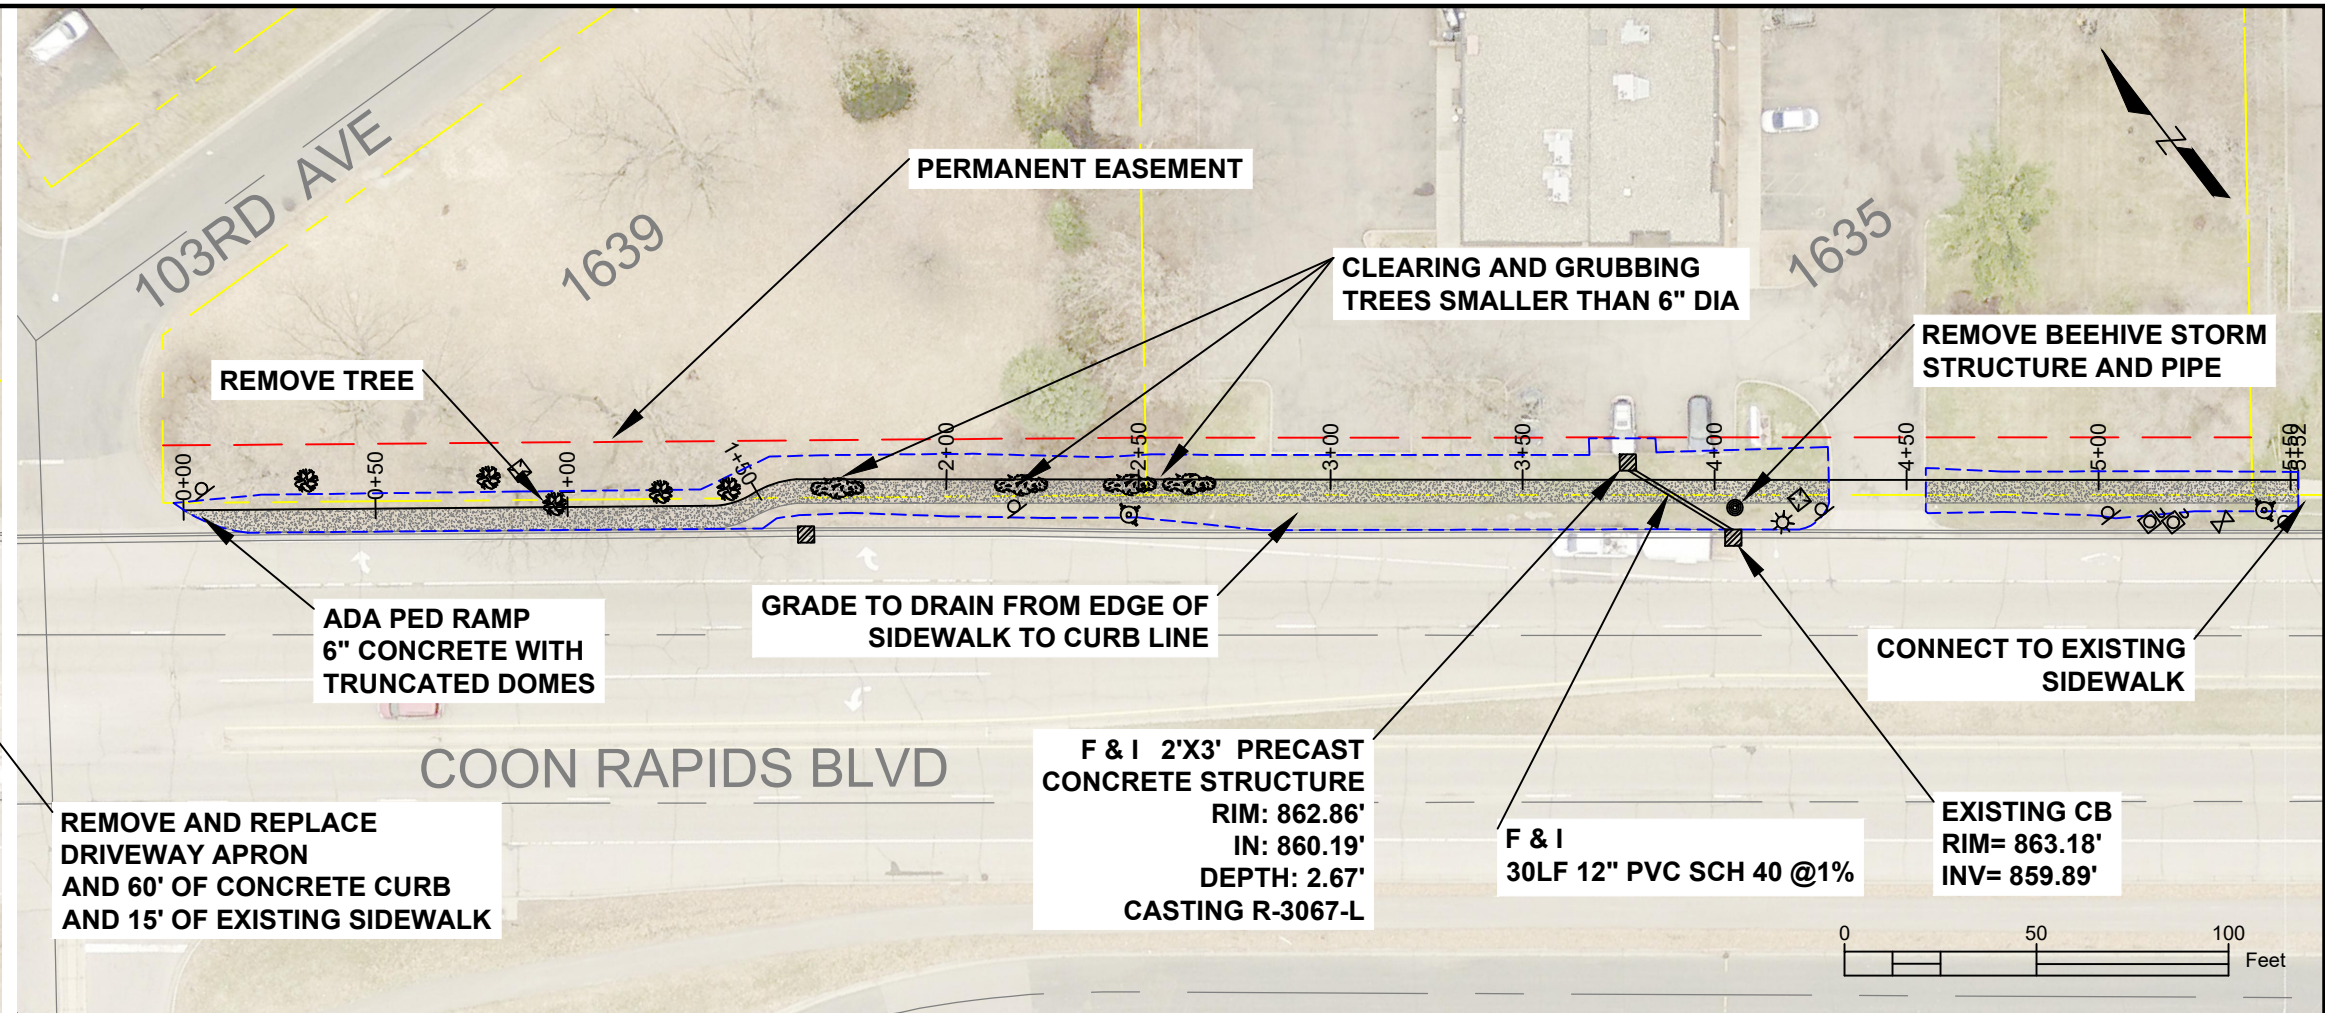 103RD AVE
1639
1635
PERMANENT EASEMENT
CLEARING AND GRUBBING
TREES SMALLER THAN 6" DIA
REMOVE BEEHIVE STORM
STRUCTURE AND PIPE
REMOVE TREE
0+00
0+50
1+00
1+50
2+00
2+50
3+00
3+50
4+00
4+50
5+00
5+50
5+52
ADA PED RAMP
6" CONCRETE WITH
TRUNCATED DOMES
GRADE TO DRAIN FROM EDGE OF
SIDEWALK TO CURB LINE
CONNECT TO EXISTING
SIDEWALK
COON RAPIDS BLVD
F & I 2'X3' PRECAST
CONCRETE STRUCTURE
RIM: 862.86'
IN: 860.19'
DEPTH: 2.67'
CASTING R-3067-L
F & I
30LF 12" PVC SCH 40 @1%
EXISTING CB
RIM= 863.18'
INV= 859.89'
REMOVE AND REPLACE
DRIVEWAY APRON
AND 60' OF CONCRETE CURB
AND 15' OF EXISTING SIDEWALK
0 50 100
Feet
Z